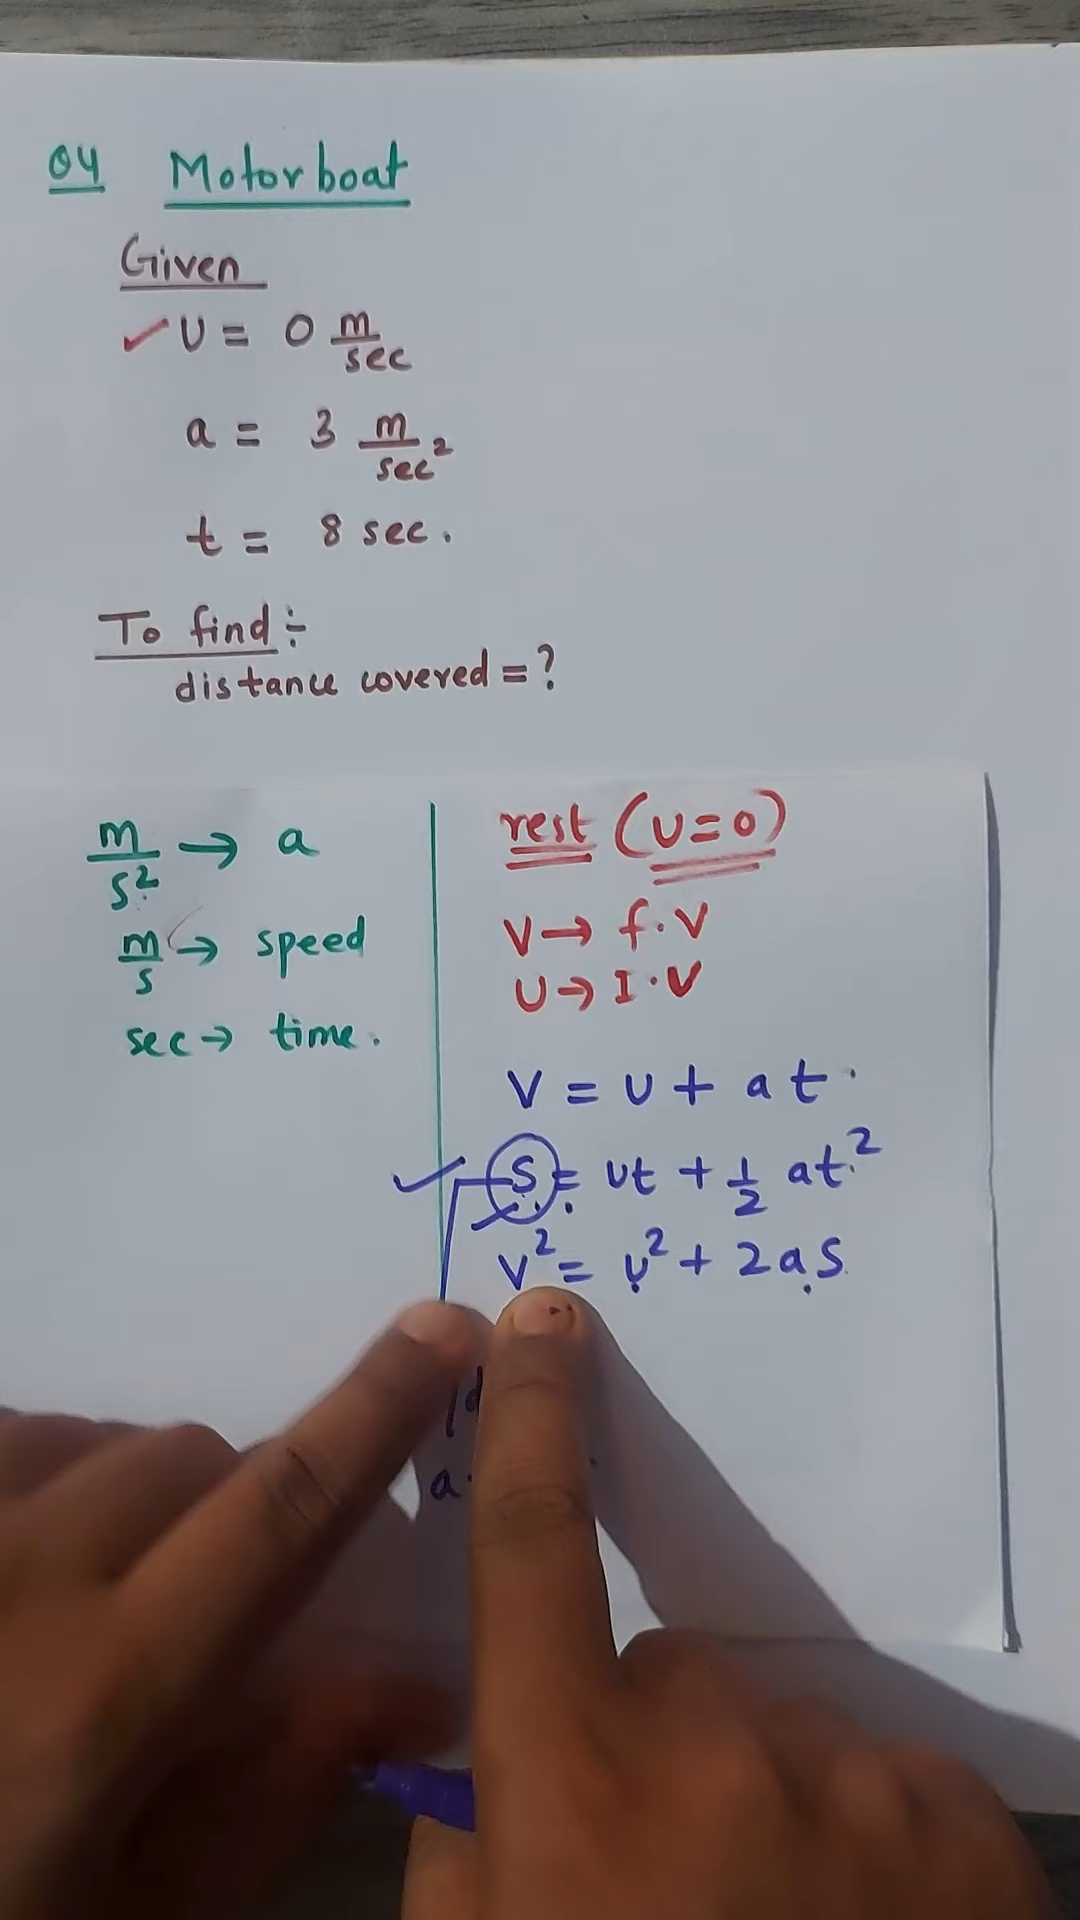 Q4 Motorboat
Given
✓ U = 0 m/sec
a = 3 m/sec²
t = 8 sec.
To find:-
distance covered = ?
m/s² → a
m/s → speed
sec → time.
rest (U=0)
V → f.V
U → I.V
V = U + at
S = Ut + 1/2 at²
V² = U² + 2aS